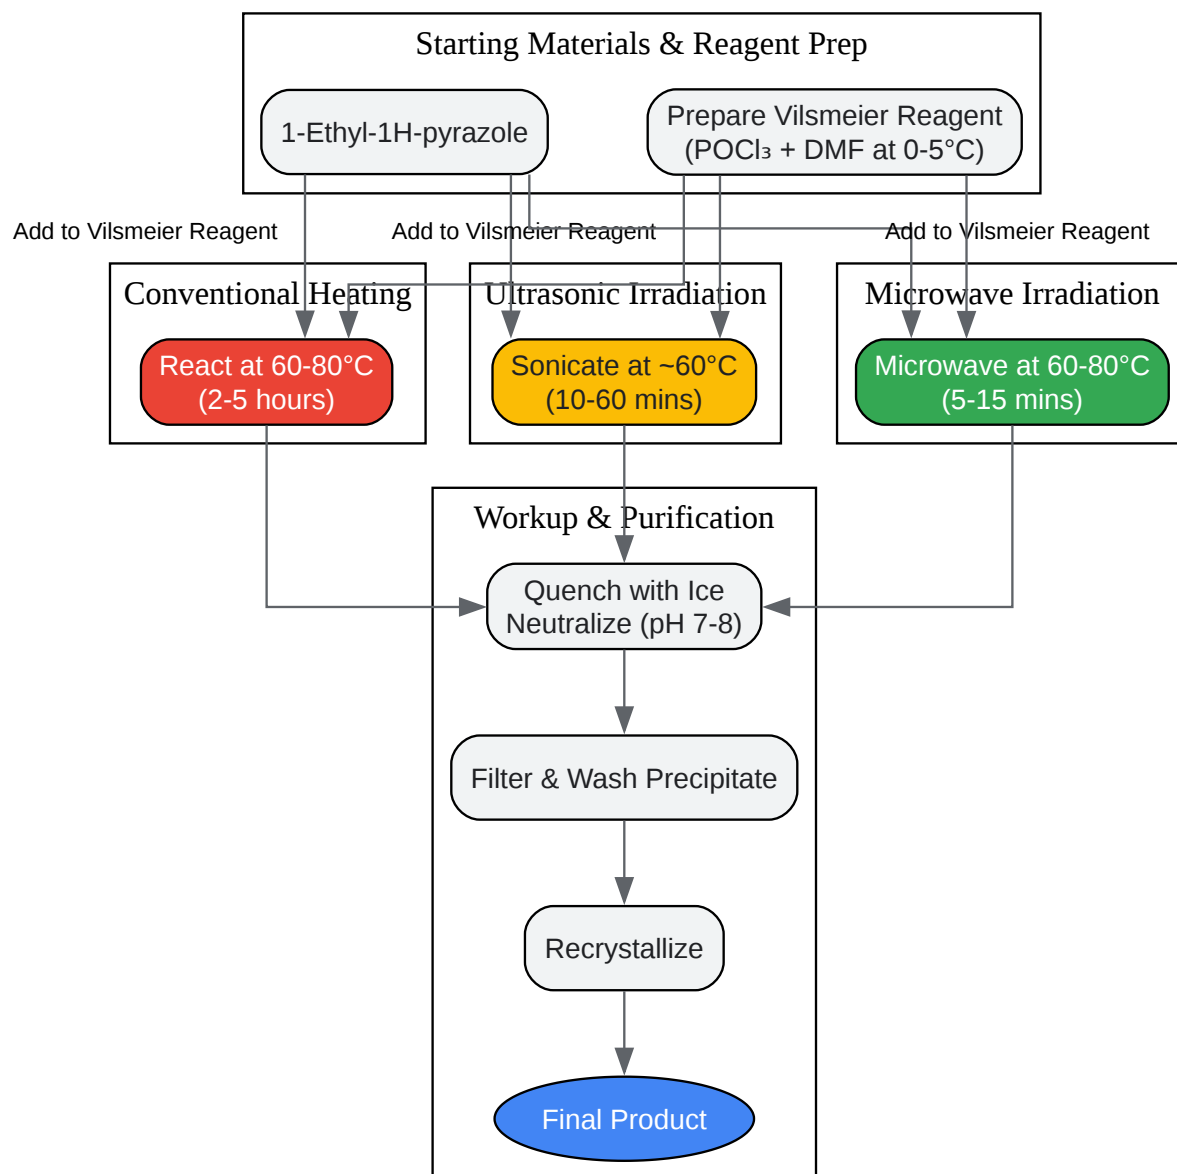 Starting Materials & Reagent Prep
1-Ethyl-1H-pyrazole
Prepare Vilsmeier Reagent
(POCl₃ + DMF at 0-5°C)
Add to Vilsmeier Reagent
Add to Vilsmeier Reagent
Add to Vilsmeier Reagent
Conventional Heating
Ultrasonic Irradiation
Microwave Irradiation
React at 60-80°C
(2-5 hours)
Sonicate at ~60°C
(10-60 mins)
Microwave at 60-80°C
(5-15 mins)
Workup & Purification
Quench with Ice
Neutralize (pH 7-8)
Filter & Wash Precipitate
Recrystallize
Final Product